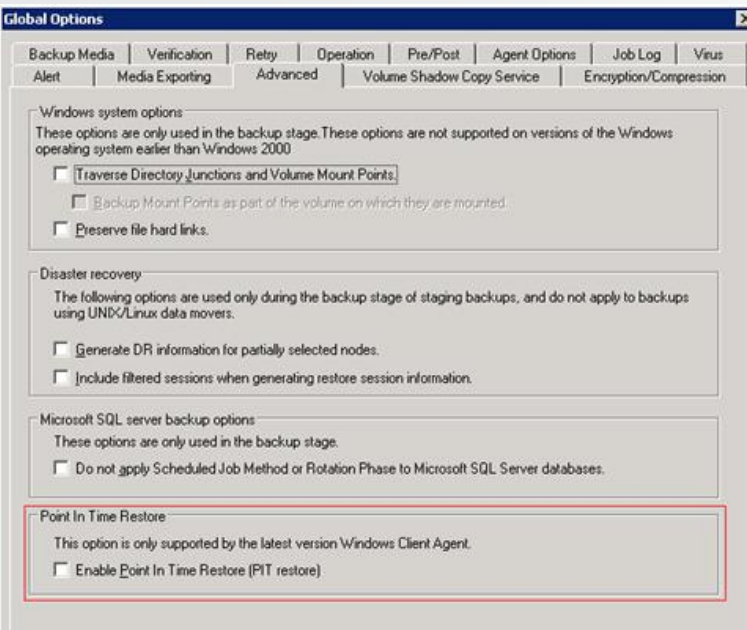 Global Options
Backup Media
Verification
Retry
Operation
Pre/Post
Agent Options
Job Log
Virus
Alert
Media Exporting
Advanced
Volume Shadow Copy Service
Encryption/Compression
Windows system options
These options are only used in the backup stage.These options are not supported on versions of the Windows
operating system earlier than Windows 2000
Traverse Directory Junctions and Volume Mount Points.
Backup Mount Points as part of the volume on which they are mounted.
Preserve file hard links.
Disaster recovery
The following options are used only during the backup stage of staging backups, and do not apply to backups
using UNIX/Linux data movers.
Generate DR information for partially selected nodes.
Include filtered sessions when generating restore session information.
Microsoft SQL server backup options
These options are only used in the backup stage.
Do not apply Scheduled Job Method or Rotation Phase to Microsoft SQL Server databases.
Point In Time Restore
This option is only supported by the latest version Windows Client Agent.
Enable Point In Time Restore (PIT restore)